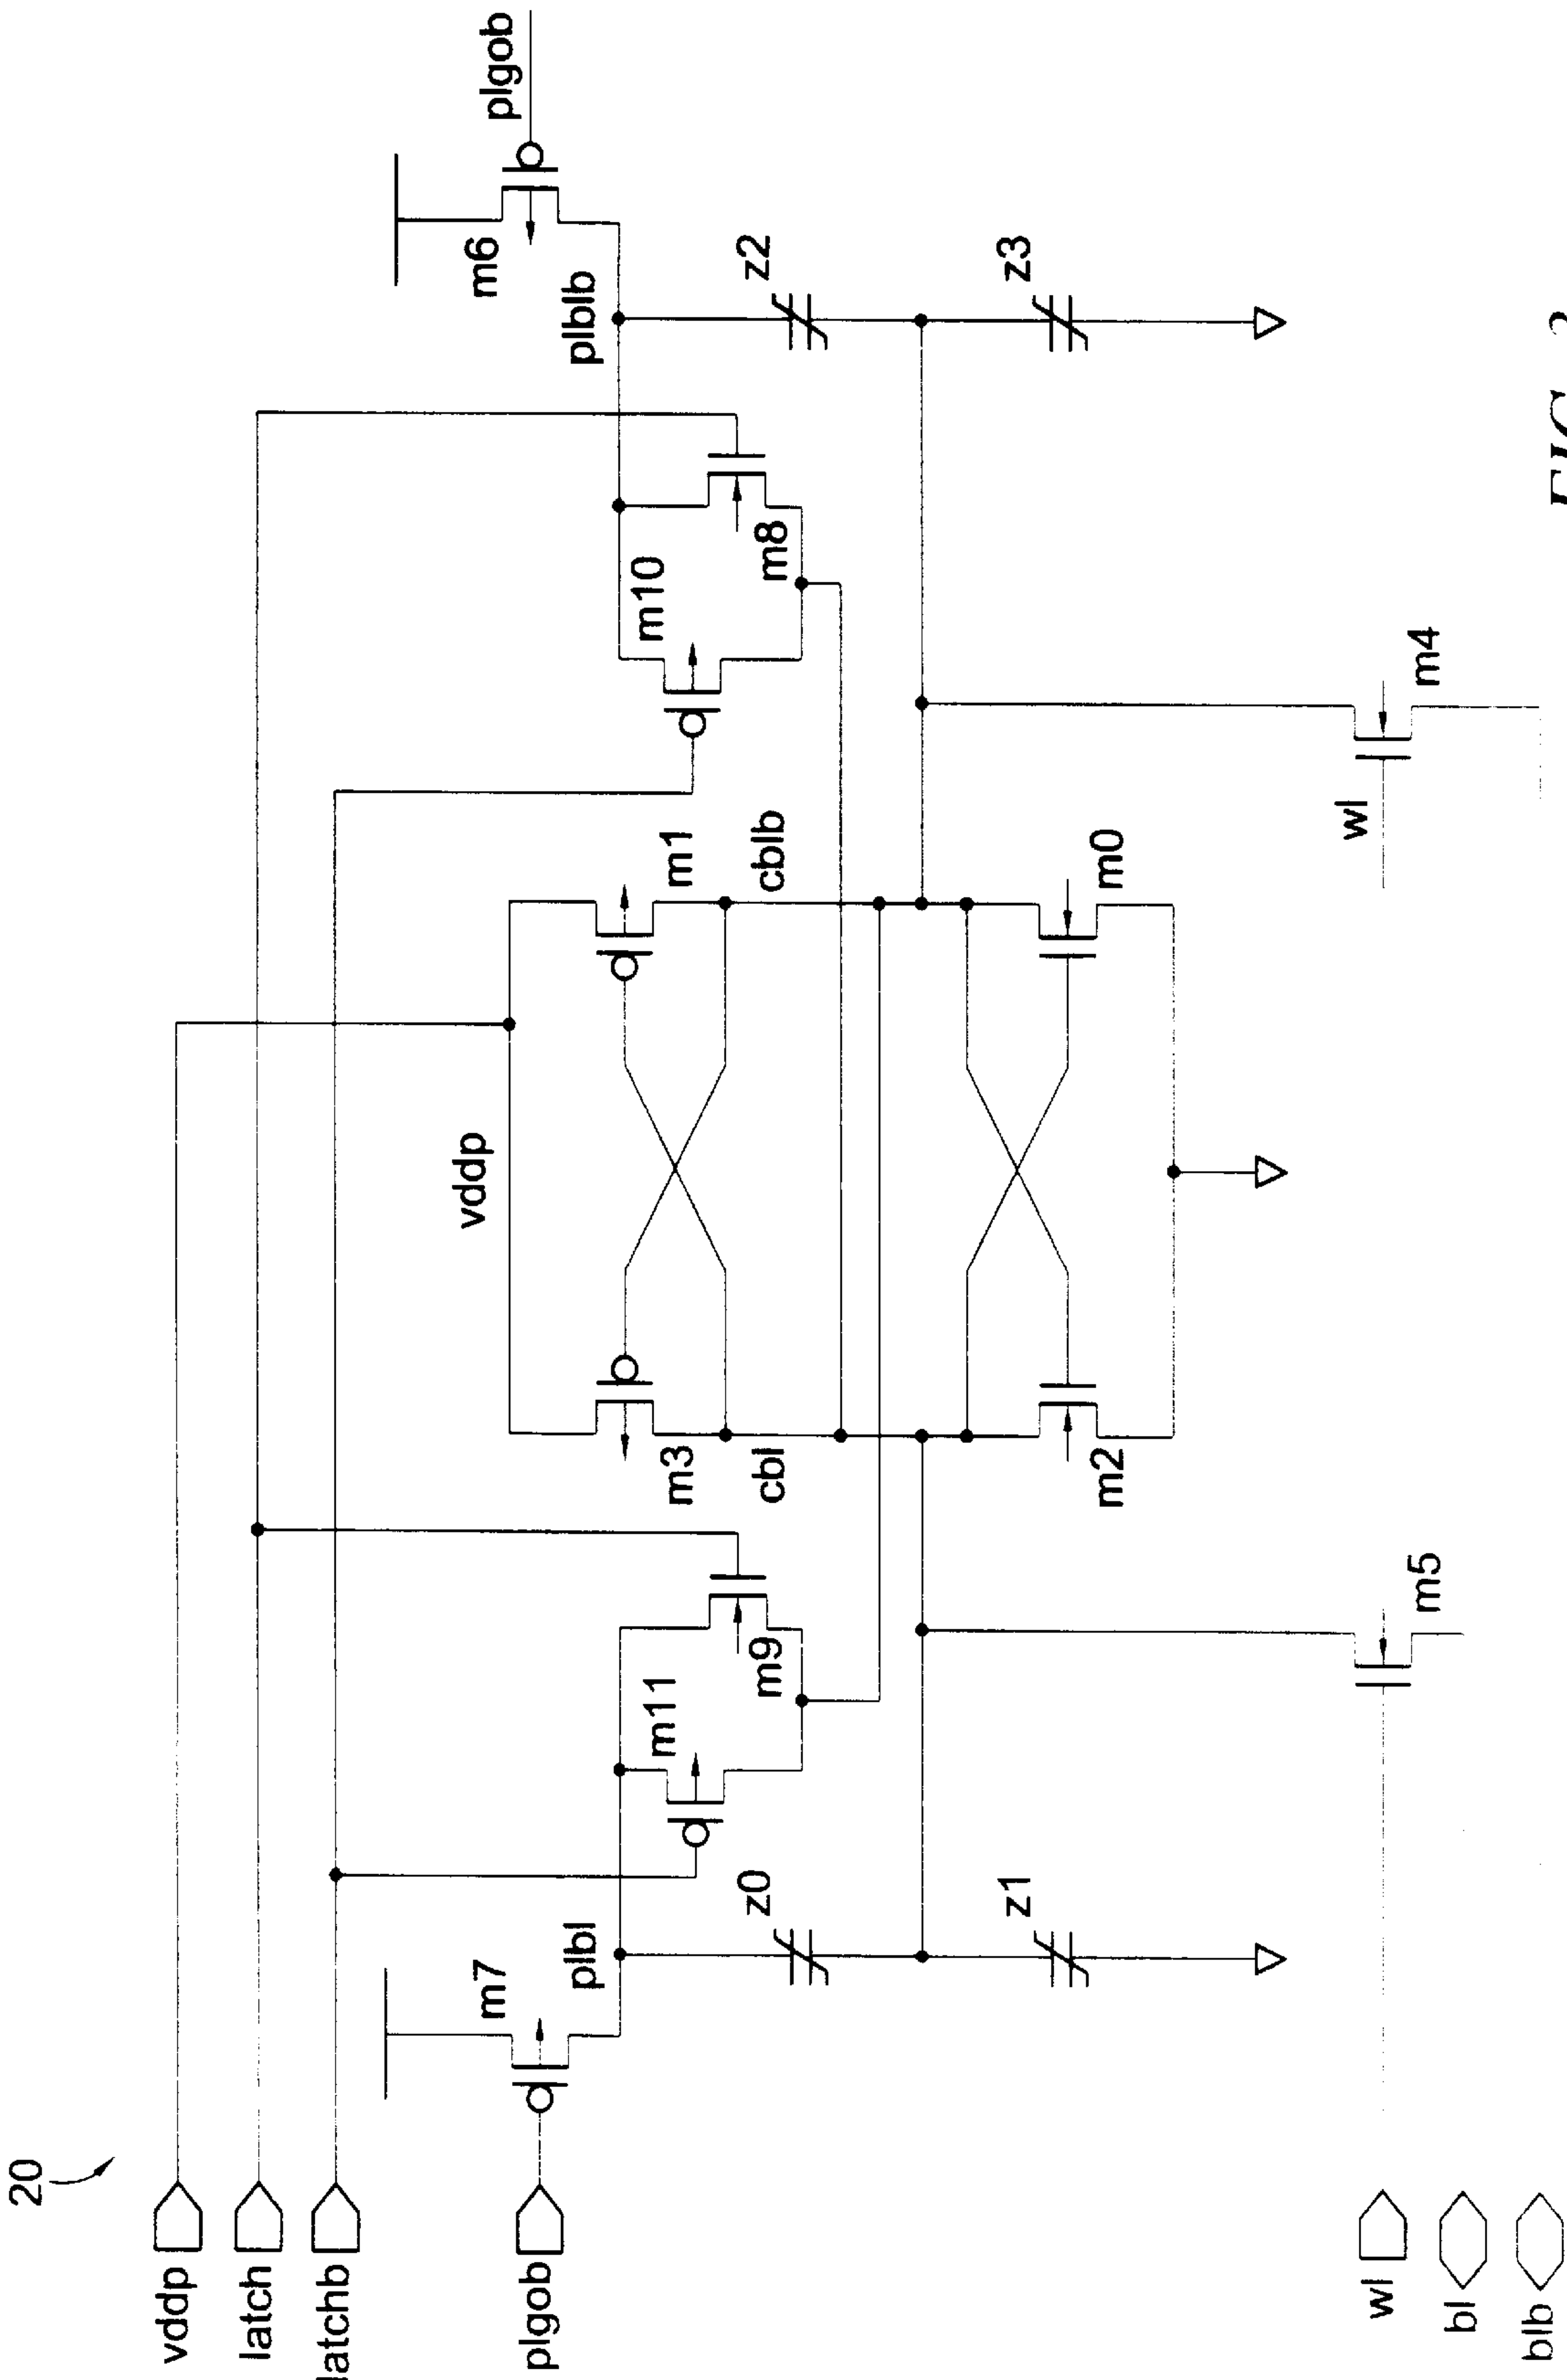 20
vddp
latch
latchb
plgob
m7
plbl
z0
z1
m11
m9
m5
m3
cbl
m2
vddp
m1
cblb
m0
wl
m4
m10
m8
plblb
m6
plgob
z2
z3
wl
bl
blb